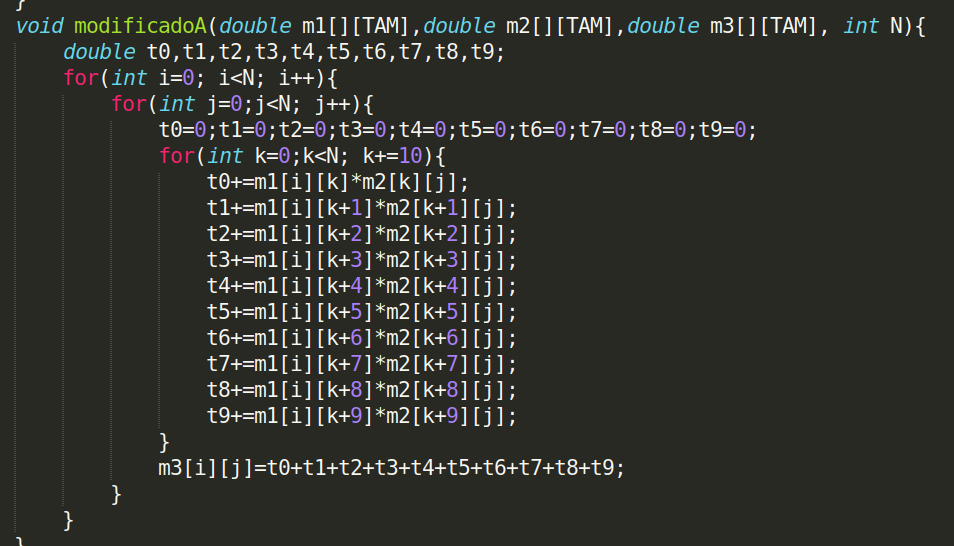 }
void modificadoA(double m1[][TAM],double m2[][TAM],double m3[][TAM], int N){
    double t0,t1,t2,t3,t4,t5,t6,t7,t8,t9;
    for(int i=0; i<N; i++){
        for(int j=0;j<N; j++){
            t0=0;t1=0;t2=0;t3=0;t4=0;t5=0;t6=0;t7=0;t8=0;t9=0;
            for(int k=0;k<N; k+=10){
                t0+=m1[i][k]*m2[k][j];
                t1+=m1[i][k+1]*m2[k+1][j];
                t2+=m1[i][k+2]*m2[k+2][j];
                t3+=m1[i][k+3]*m2[k+3][j];
                t4+=m1[i][k+4]*m2[k+4][j];
                t5+=m1[i][k+5]*m2[k+5][j];
                t6+=m1[i][k+6]*m2[k+6][j];
                t7+=m1[i][k+7]*m2[k+7][j];
                t8+=m1[i][k+8]*m2[k+8][j];
                t9+=m1[i][k+9]*m2[k+9][j];
            }
            m3[i][j]=t0+t1+t2+t3+t4+t5+t6+t7+t8+t9;
        }
    }
}